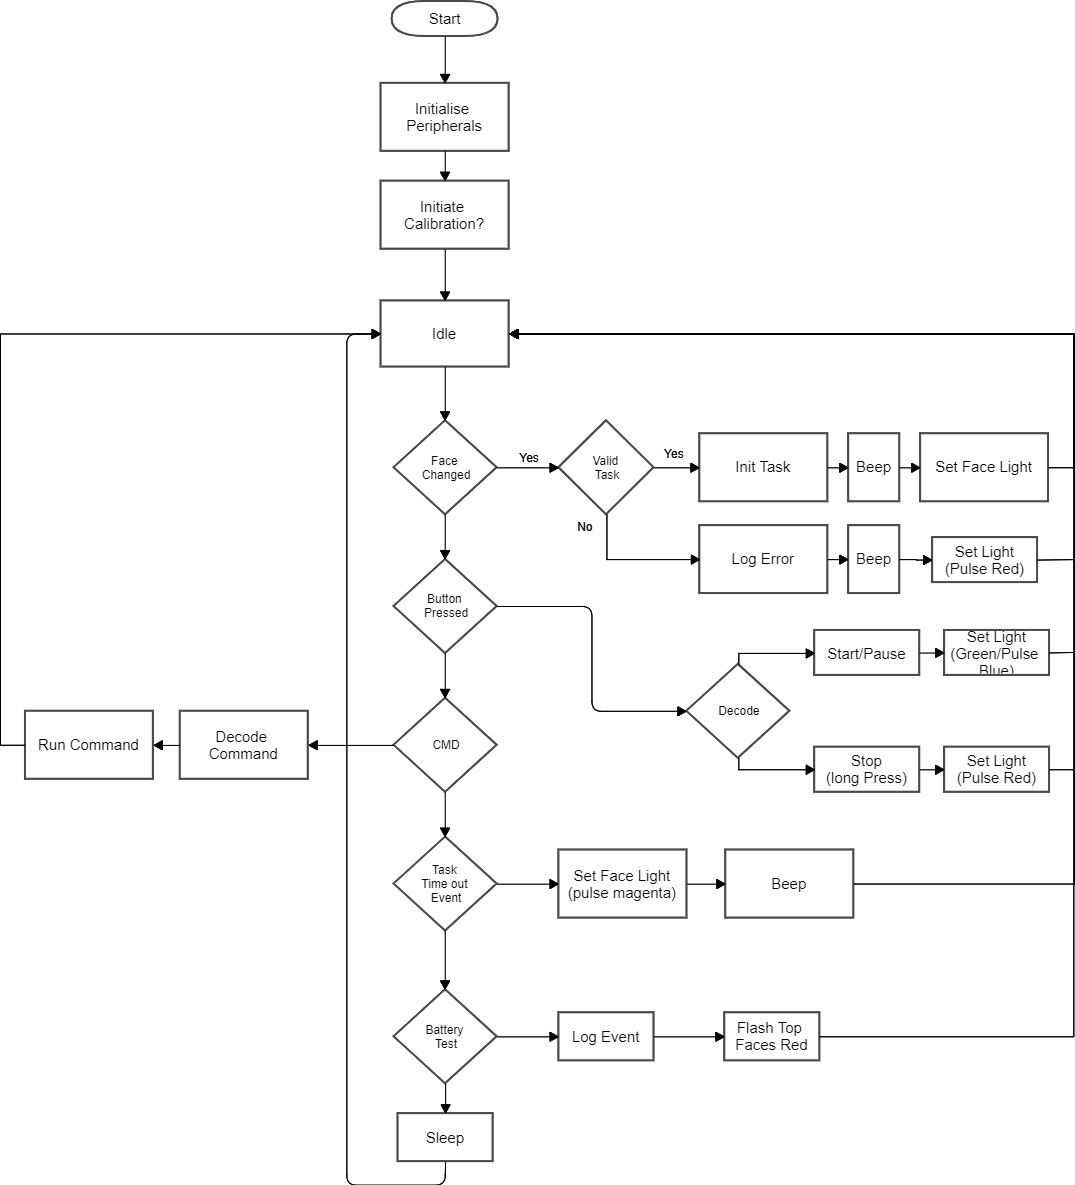 Start
Initialise
Peripherals
Initiate
Calibration?
Idle
Face
Changed
Yes
Valid
Task
Yes
Init Task
Beep
Set Face Light
No
Log Error
Beep
Set Light
(Pulse Red)
Button
Pressed
Decode
Start/Pause
Set Light
(Green/Pulse
Blue)
Stop
(long Press)
Set Light
(Pulse Red)
CMD
Decode
Command
Run Command
Task
Time out
Event
Set Face Light
(pulse magenta)
Beep
Battery
Test
Log Event
Flash Top
Faces Red
Sleep